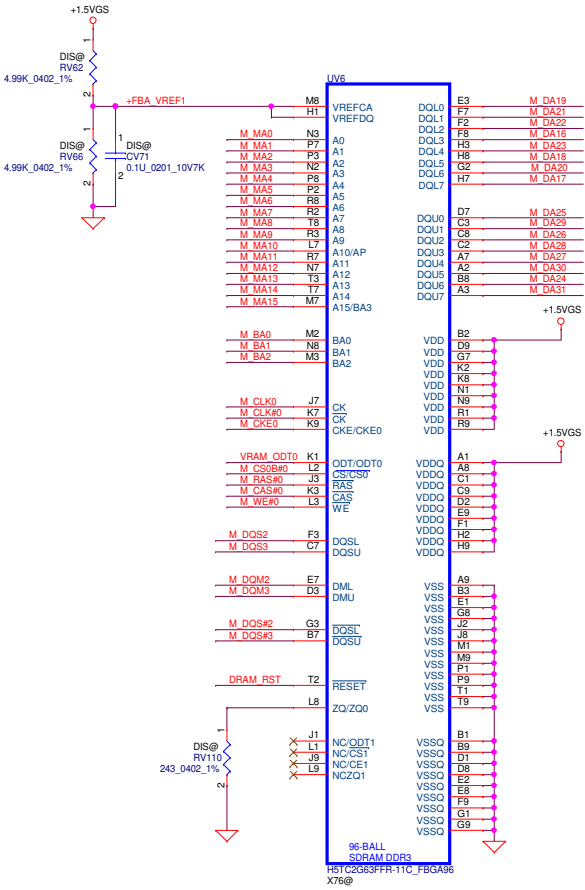 +1.5VGS
1
DIS@
RV62
4.99K_0402_1%
2
+FBA_VREF1
1
DIS@
RV66
4.99K_0402_1%
2
1
DIS@
CV71
0.1U_0201_10V7K
2
UV6
M8 VREFCA
H1 VREFDQ
M_MA0 N3 A0
M_MA1 P7 A1
M_MA2 P3 A2
M_MA3 N2 A3
M_MA4 P8 A4
M_MA5 P2 A5
M_MA6 R8 A6
M_MA7 R2 A7
M_MA8 T8 A8
M_MA9 R3 A9
M_MA10 L7 A10/AP
M_MA11 R7 A11
M_MA12 N7 A12
M_MA13 T3 A13
M_MA14 T7 A14
M_MA15 M7 A15/BA3
M_BA0 M2 BA0
M_BA1 N8 BA1
M_BA2 M3 BA2
M_CLK0 J7 CK
M_CLK#0 K7 CK
M_CKE0 K9 CKE/CKE0
VRAM_ODT0 K1 ODT/ODT0
M_CS0B#0 L2 CS/CS0
M_RAS#0 J3 RAS
M_CAS#0 K3 CAS
M_WE#0 L3 WE
M_DQS2 F3 DQSL
M_DQS3 C7 DQSU
M_DQM2 E7 DML
M_DQM3 D3 DMU
M_DQS#2 G3 DQSL
M_DQS#3 B7 DQSU
DRAM_RST T2 RESET
L8 ZQ/ZQ0
1
DIS@
RV110
243_0402_1%
2
J1 NC/ODT1
L1 NC/CS1
J9 NC/CE1
L9 NCZQ1
DQL0 E3 M_DA19
DQL1 F7 M_DA21
DQL2 F2 M_DA22
DQL3 F8 M_DA16
DQL4 H3 M_DA23
DQL5 H8 M_DA18
DQL6 G2 M_DA20
DQL7 H7 M_DA17
DQU0 D7 M_DA25
DQU1 C3 M_DA29
DQU2 C8 M_DA26
DQU3 C2 M_DA28
DQU4 A7 M_DA27
DQU5 A2 M_DA30
DQU6 B8 M_DA24
DQU7 A3 M_DA31
+1.5VGS
VDD B2
VDD D9
VDD G7
VDD K2
VDD K8
VDD N1
VDD N9
VDD R1
VDD R9
+1.5VGS
VDDQ A1
VDDQ A8
VDDQ C1
VDDQ C9
VDDQ D2
VDDQ E9
VDDQ F1
VDDQ H2
VDDQ H9
VSS A9
VSS B3
VSS E1
VSS G8
VSS J2
VSS J8
VSS M1
VSS M9
VSS P1
VSS P9
VSS T1
VSS T9
VSSQ B1
VSSQ B9
VSSQ D1
VSSQ D8
VSSQ E2
VSSQ E8
VSSQ F9
VSSQ G1
VSSQ G9
96-BALL
SDRAM DDR3
H5TC2G63FFR-11C_FBGA96
X76@